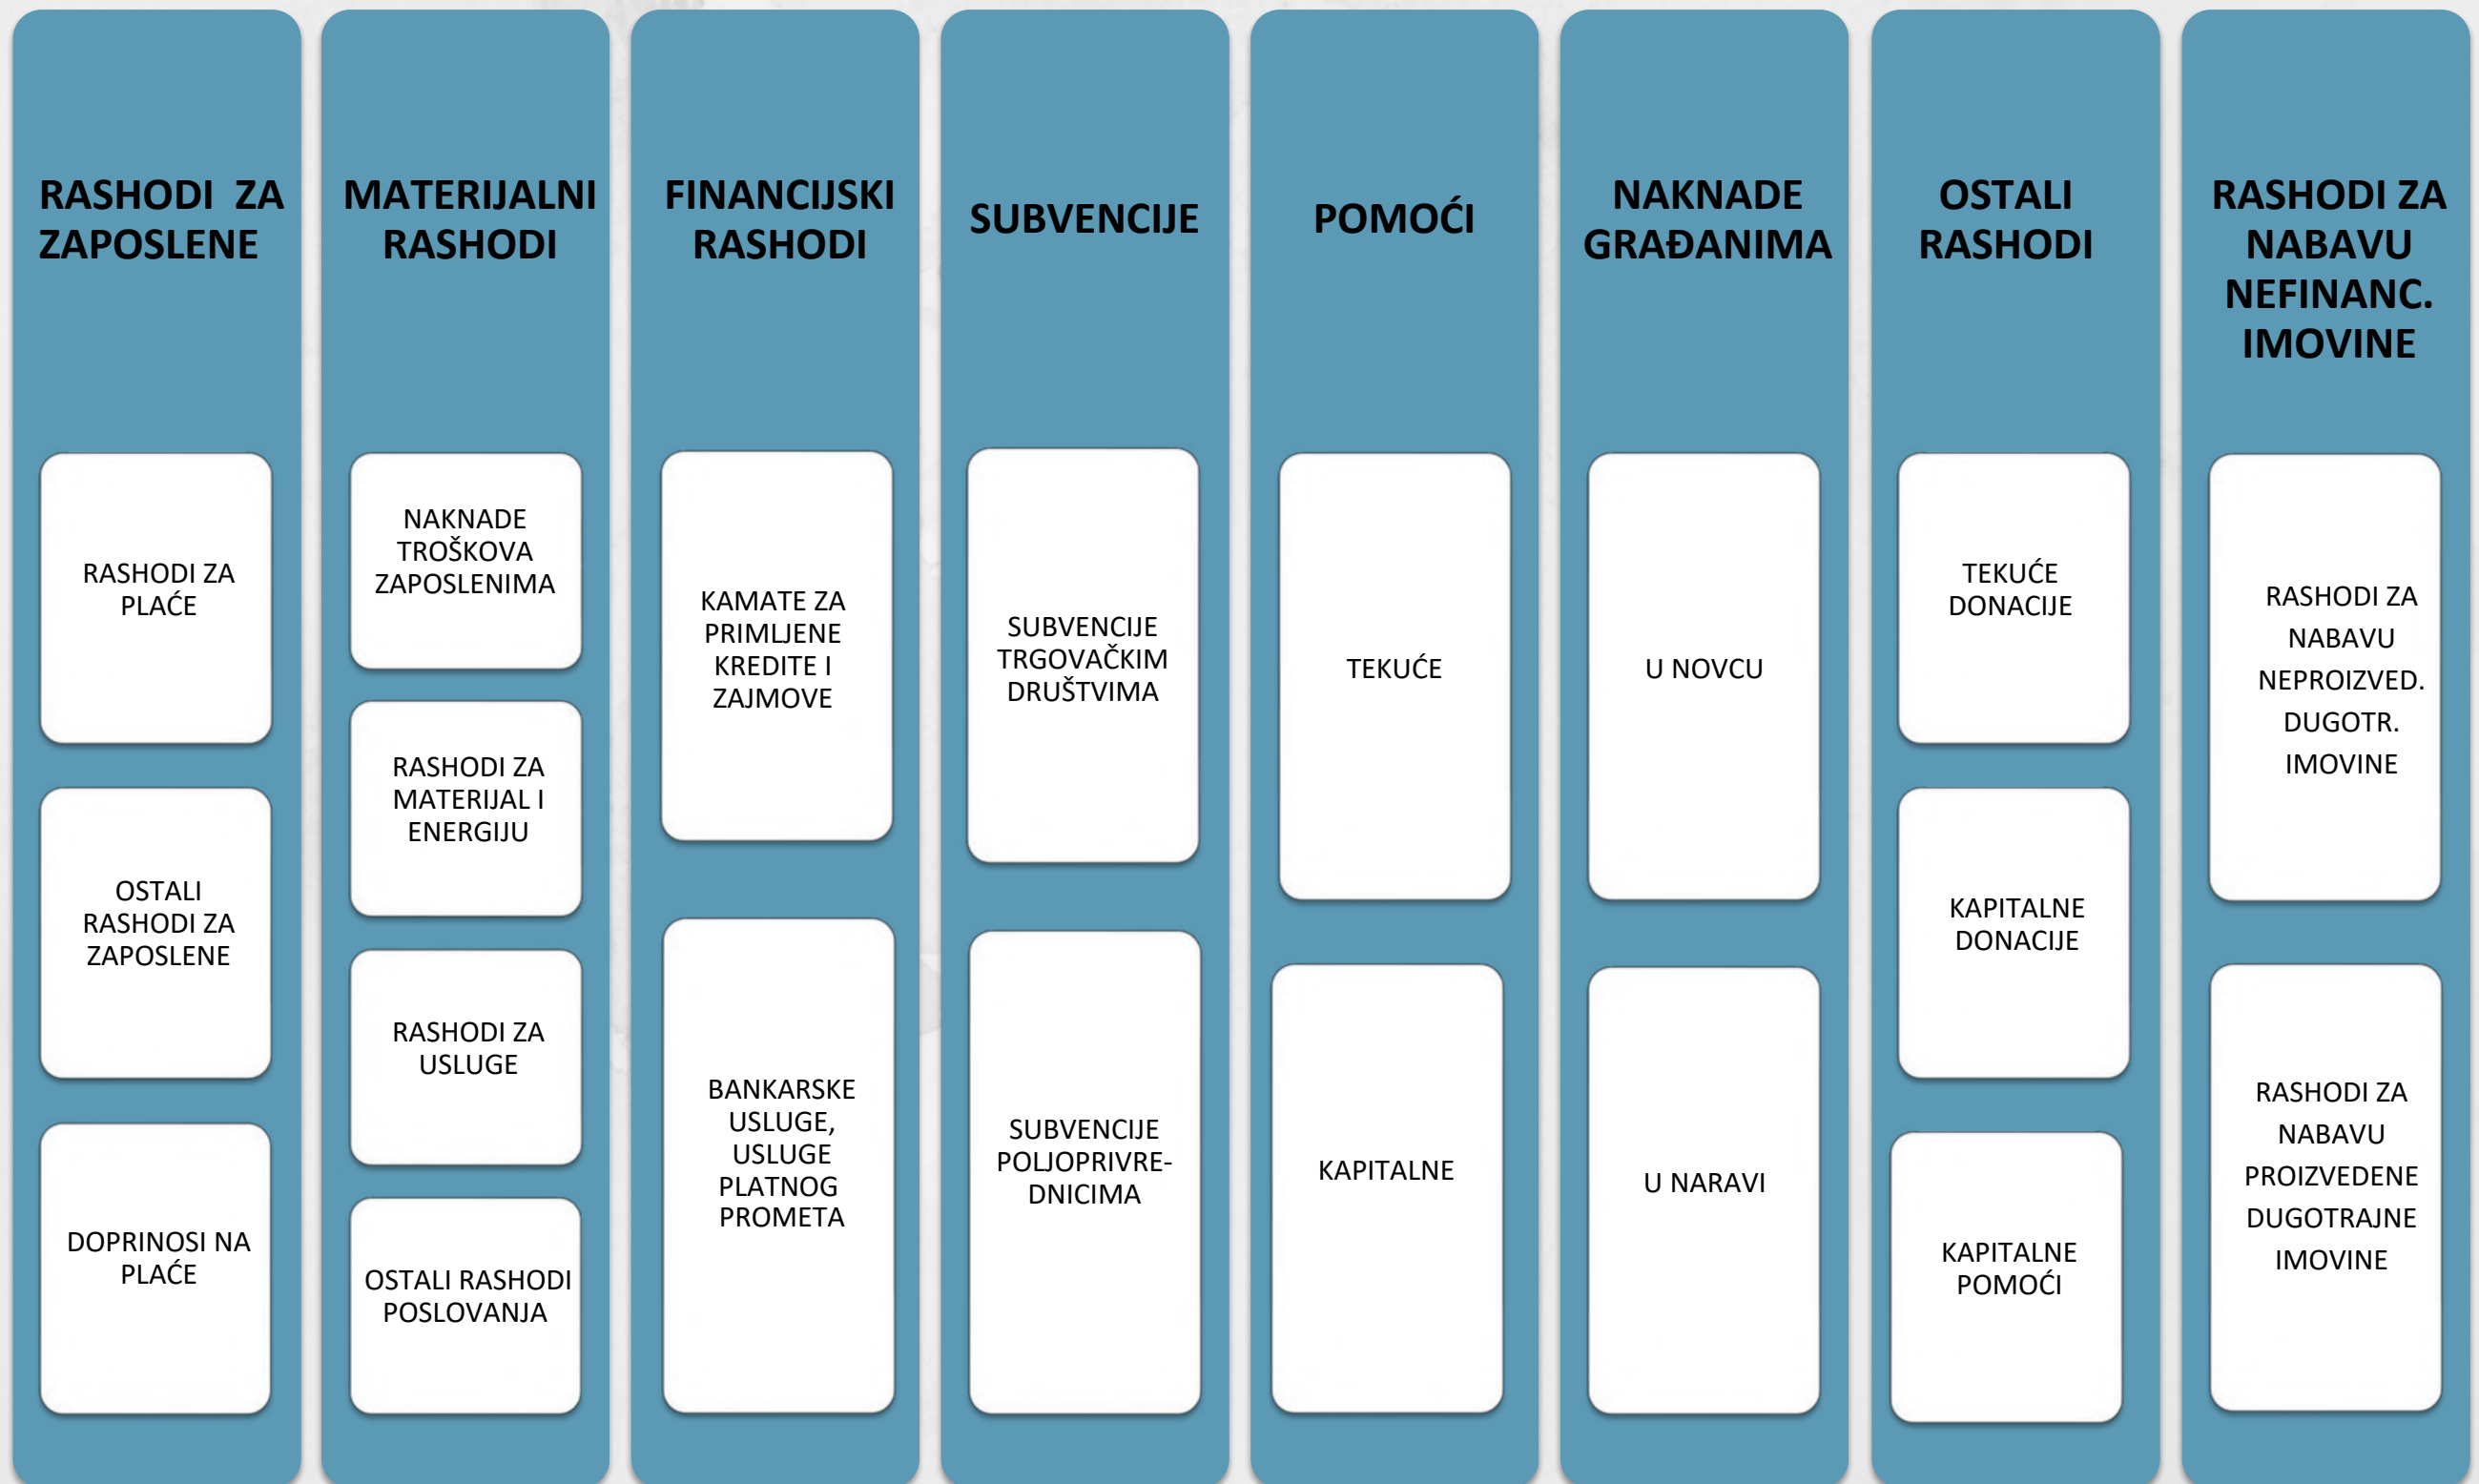 RASHODI ZA
ZAPOSLENE
RASHODI ZA
PLAĆE
OSTALI
RASHODI ZA
ZAPOSLENE
DOPRINOSI NA
PLAĆE
MATERIJALNI
RASHODI
NAKNADE
TROŠKOVA
ZAPOSLENIMA
RASHODI ZA
MATERIJAL I
ENERGIJU
RASHODI ZA
USLUGE
OSTALI RASHODI
POSLOVANJA
FINANCIJSKI
RASHODI
KAMATE ZA
PRIMLJENE
KREDITE I
ZAJMOVE
BANKARSKE
USLUGE,
USLUGE
PLATNOG
PROMETA
SUBVENCIJE
SUBVENCIJE
TRGOVAČKIM
DRUŠTVIMA
SUBVENCIJE
POLJOPRIVRE-
DNICIMA
POMOĆI
TEKUĆE
KAPITALNE
NAKNADE
GRAĐANIMA
U NOVCU
U NARAVI
OSTALI
RASHODI
TEKUĆE
DONACIJE
KAPITALNE
DONACIJE
KAPITALNE
POMOĆI
RASHODI ZA
NABAVU
NEFINANC.
IMOVINE
RASHODI ZA
NABAVU
NEPROIZVED.
DUGOTR.
IMOVINE
RASHODI ZA
NABAVU
PROIZVEDENE
DUGOTRAJNE
IMOVINE